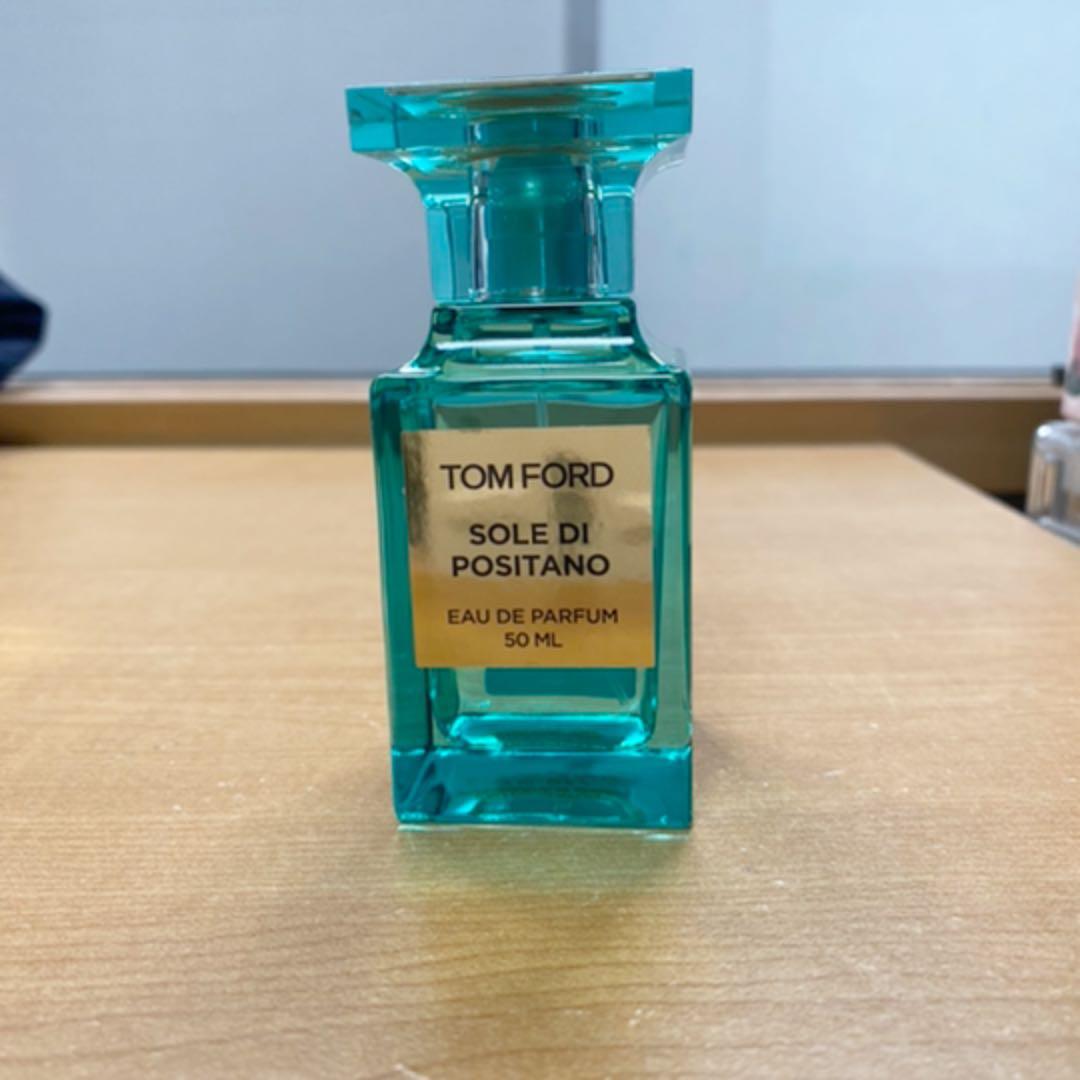 TOM FORD
SOLE DI
POSITANO
EAU DE PARFUM
50 ML